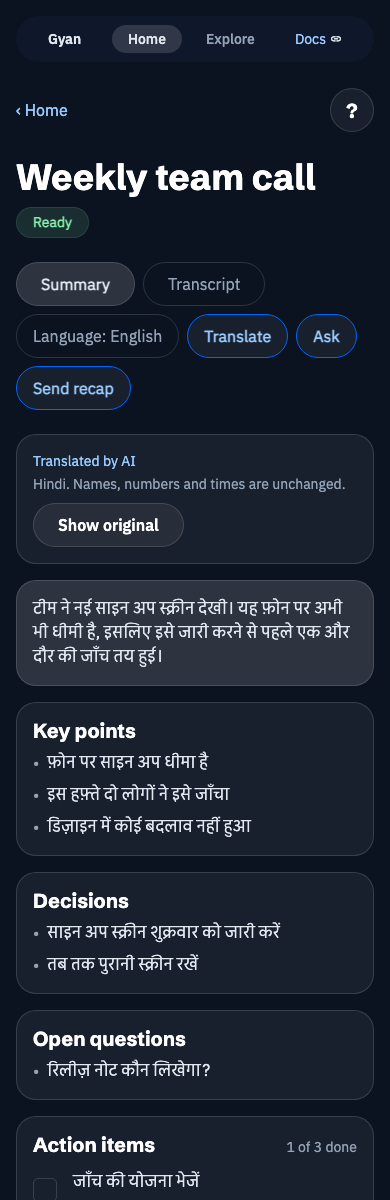 Gyan
Home
Explore
Docs
‹ Home
?
Weekly team call
Ready
Summary
Transcript
Language: English
Translate
Ask
Send recap
Translated by AI
Hindi. Names, numbers and times are unchanged.
Show original
टीम ने नई साइन अप स्क्रीन देखी। यह फ़ोन पर अभी
भी धीमी है, इसलिए इसे जारी करने से पहले एक और
दौर की जाँच तय हुई।
Key points
• फ़ोन पर साइन अप धीमा है
• इस हफ़्ते दो लोगों ने इसे जाँचा
• डिज़ाइन में कोई बदलाव नहीं हुआ
Decisions
• साइन अप स्क्रीन शुक्रवार को जारी करें
• तब तक पुरानी स्क्रीन रखें
Open questions
• रिलीज़ नोट कौन लिखेगा?
Action items
1 of 3 done
जाँच की योजना भेजें